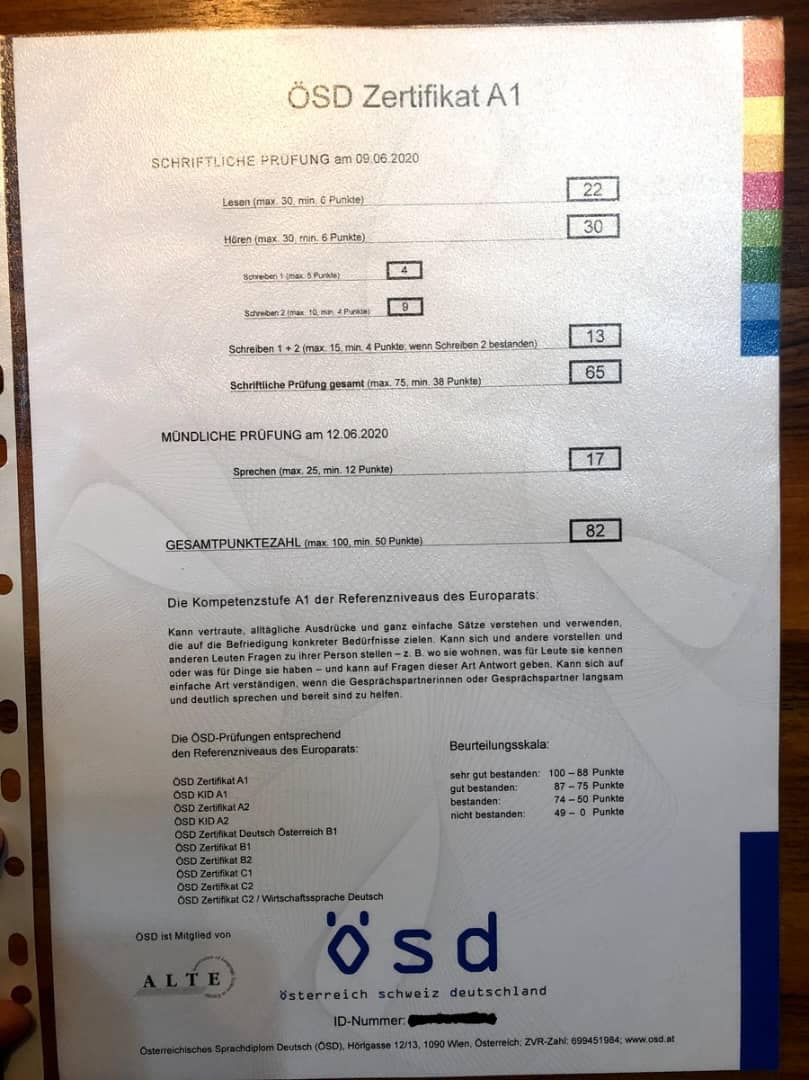 ÖSD Zertifikat A1
SCHRIFTLICHE PRÜFUNG am 09.06.2020
Lesen (max. 30, min. 6 Punkte) 22
Hören (max. 30, min. 6 Punkte) 30
Schreiben 1 (max. 5 Punkte) 4
Schreiben 2 (max. 10, min. 4 Punkte) 9
Schreiben 1 + 2 (max. 15, min. 4 Punkte, wenn Schreiben 2 bestanden) 13
Schriftliche Prüfung gesamt (max. 75, min. 38 Punkte) 65
MÜNDLICHE PRÜFUNG am 12.06.2020
Sprechen (max. 25, min. 12 Punkte) 17
GESAMTPUNKTEZAHL (max. 100, min. 50 Punkte) 82
Die Kompetenzstufe A1 der Referenzniveaus des Europarats:
Kann vertraute, alltägliche Ausdrücke und ganz einfache Sätze verstehen und verwenden,
die auf die Befriedigung konkreter Bedürfnisse zielen. Kann sich und andere vorstellen und
anderen Leuten Fragen zu ihrer Person stellen – z. B. wo sie wohnen, was für Leute sie kennen
oder was für Dinge sie haben – und kann auf Fragen dieser Art Antwort geben. Kann sich auf
einfache Art verständigen, wenn die Gesprächspartnerinnen oder Gesprächspartner langsam
und deutlich sprechen und bereit sind zu helfen.
Die ÖSD-Prüfungen entsprechend
den Referenzniveaus des Europarats:
ÖSD Zertifikat A1
ÖSD KID A1
ÖSD Zertifikat A2
ÖSD KID A2
ÖSD Zertifikat Deutsch Österreich B1
ÖSD Zertifikat B1
ÖSD Zertifikat B2
ÖSD Zertifikat C1
ÖSD Zertifikat C2
ÖSD Zertifikat C2 / Wirtschaftssprache Deutsch
Beurteilungsskala:
sehr gut bestanden: 100 – 88 Punkte
gut bestanden: 87 – 75 Punkte
bestanden: 74 – 50 Punkte
nicht bestanden: 49 – 0 Punkte
ÖSD ist Mitglied von
ALTE
ösd
österreich schweiz deutschland
ID-Nummer:
Österreichisches Sprachdiplom Deutsch (ÖSD), Hörlgasse 12/13, 1090 Wien, Österreich; ZVR-Zahl: 699451984; www.osd.at